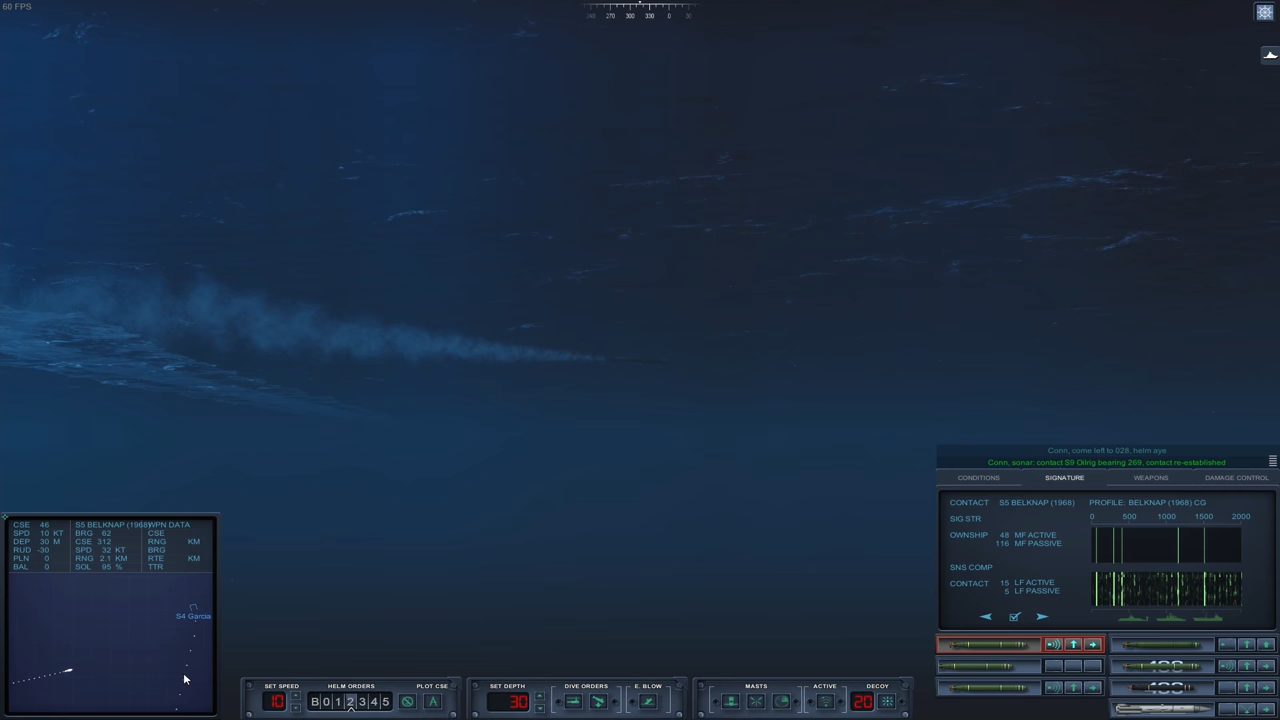 60 FPS
240 270 300 330 0 30
Conn, come left to 028, helm aye
Conn, sonar: contact S9 Oilrig bearing 269, contact re-established
CONDITIONS SIGNATURE WEAPONS DAMAGE CONTROL
CONTACT S5 BELKNAP (1968) PROFILE: BELKNAP (1968) CG
SIG STR 0 500 1000 1500 2000
OWNSHIP 48 MF ACTIVE
116 MF PASSIVE
SNS COMP
CONTACT 15 LF ACTIVE
5 LF PASSIVE
CSE 46 S5 BELKNAP (1968) WPN DATA
SPD 10 KT BRG 62 CSE
DEP 30 M CSE 312 RNG KM
RUD -30 SPD 32 KT BRG
PLN 0 RNG 2.1 KM RTE KM
BAL 0 SOL 95 % TTR
S4 Garcia
SET SPEED HELM ORDERS PLOT CSE SET DEPTH DIVE ORDERS E. BLOW MASTS ACTIVE DECOY
10 B 0 1 2 3 4 5 A 30 20